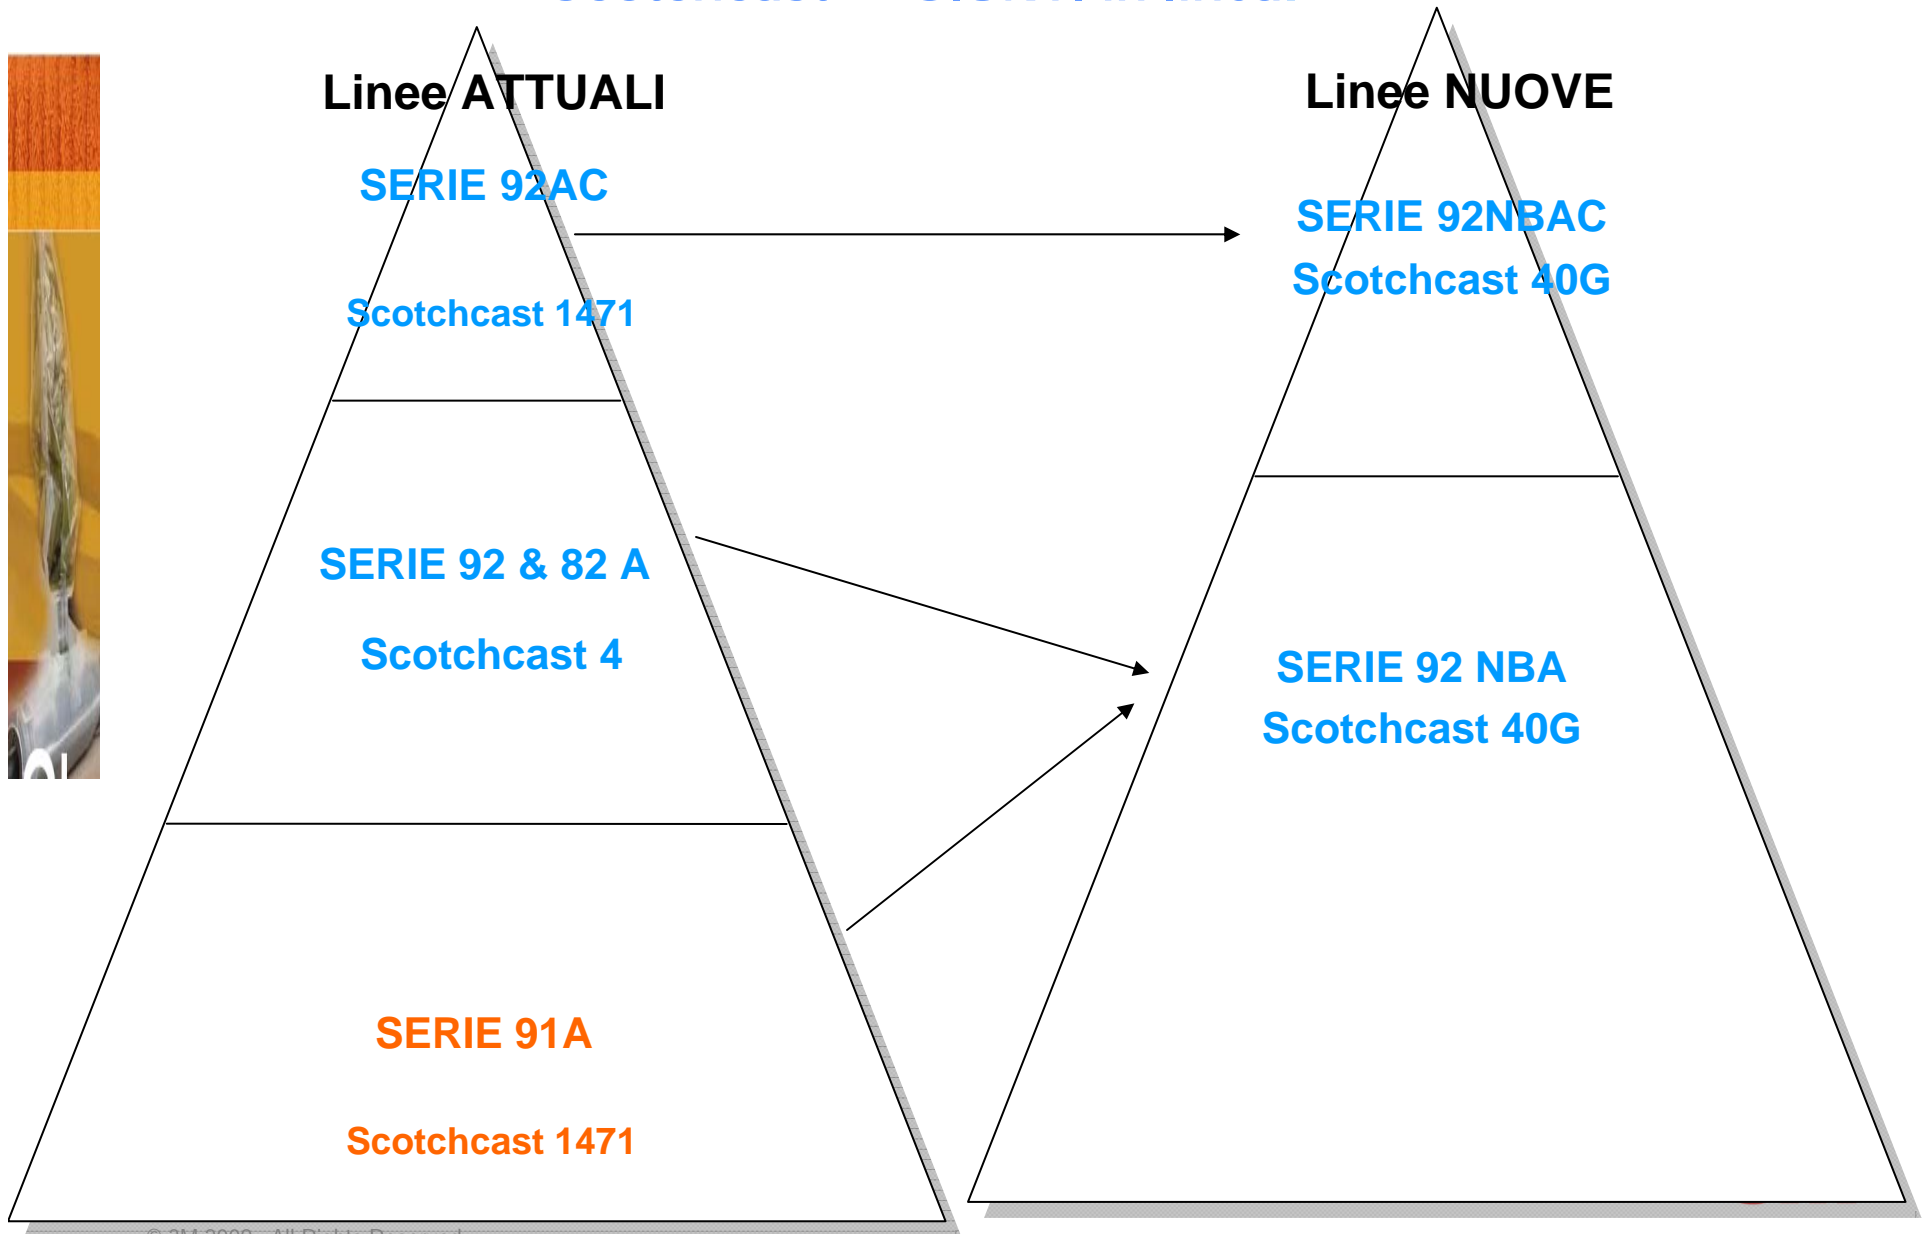 Linee ATTUALI
SERIE 92AC
Scotchcast 1471
SERIE 92 & 82 A
Scotchcast 4
SERIE 91A
Scotchcast 1471
Linee NUOVE
SERIE 92NBAC
Scotchcast 40G
SERIE 92 NBA
Scotchcast 40G